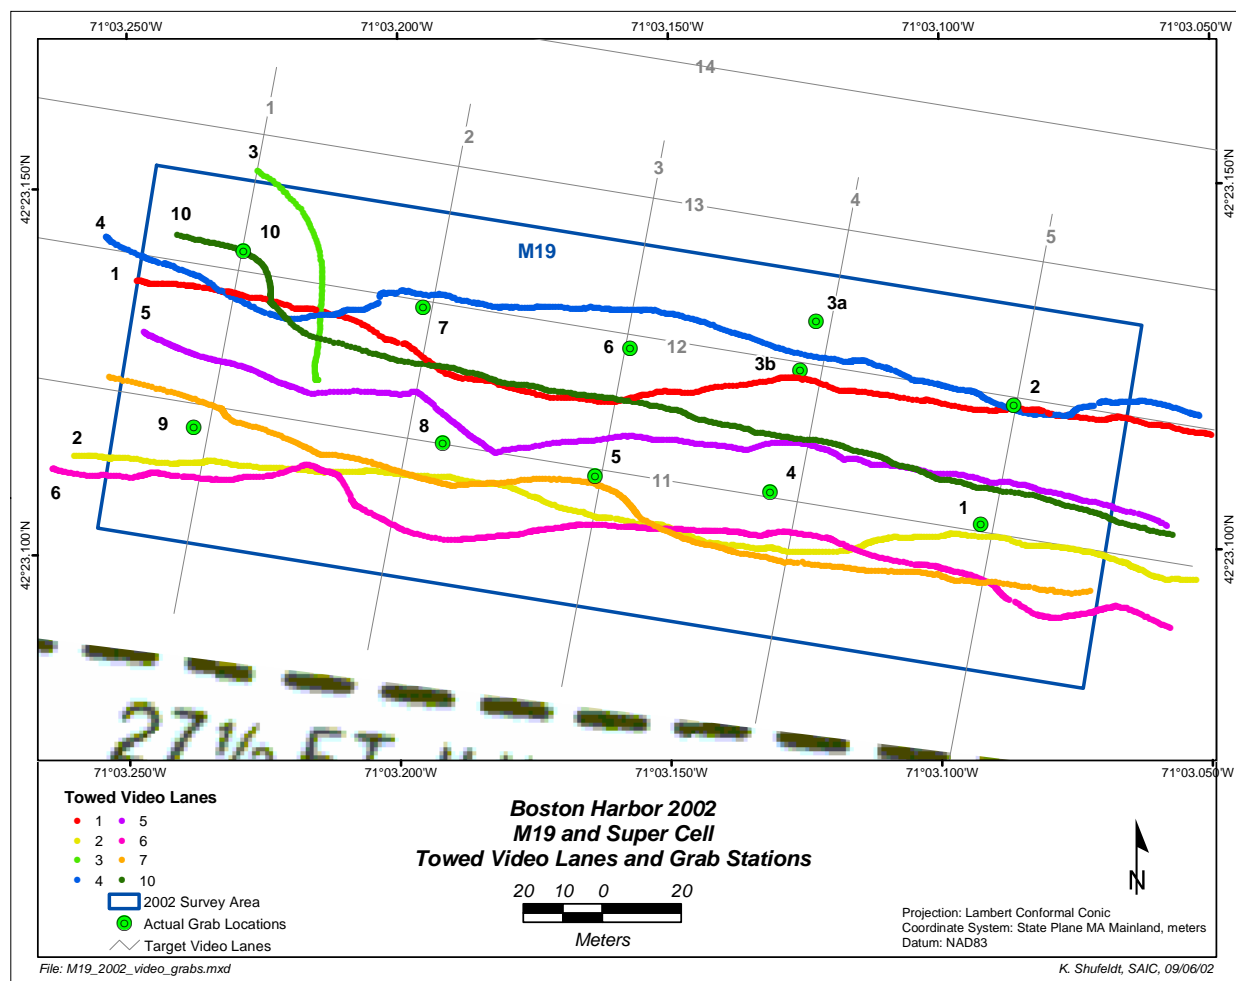 71°03.250'W 71°03.200'W 71°03.150'W 71°03.100'W 71°03.050'W
14
1
2
3
3
13
4
5
42°23.150'N
42°23.150'N
4
10
10
M19
1
5
7
6
12
3a
3b
2
9
8
5
11
4
1
2
6
42°23.100'N
42°23.100'N
27½ FT
71°03.250'W 71°03.200'W 71°03.150'W 71°03.100'W 71°03.050'W
Towed Video Lanes
1 5
2 6
3 7
4 10
2002 Survey Area
Actual Grab Locations
Target Video Lanes
Boston Harbor 2002
M19 and Super Cell
Towed Video Lanes and Grab Stations
20 10 0 20
Meters
N
Projection: Lambert Conformal Conic
Coordinate System: State Plane MA Mainland, meters
Datum: NAD83
File: M19_2002_video_grabs.mxd
K. Shufeldt, SAIC, 09/06/02